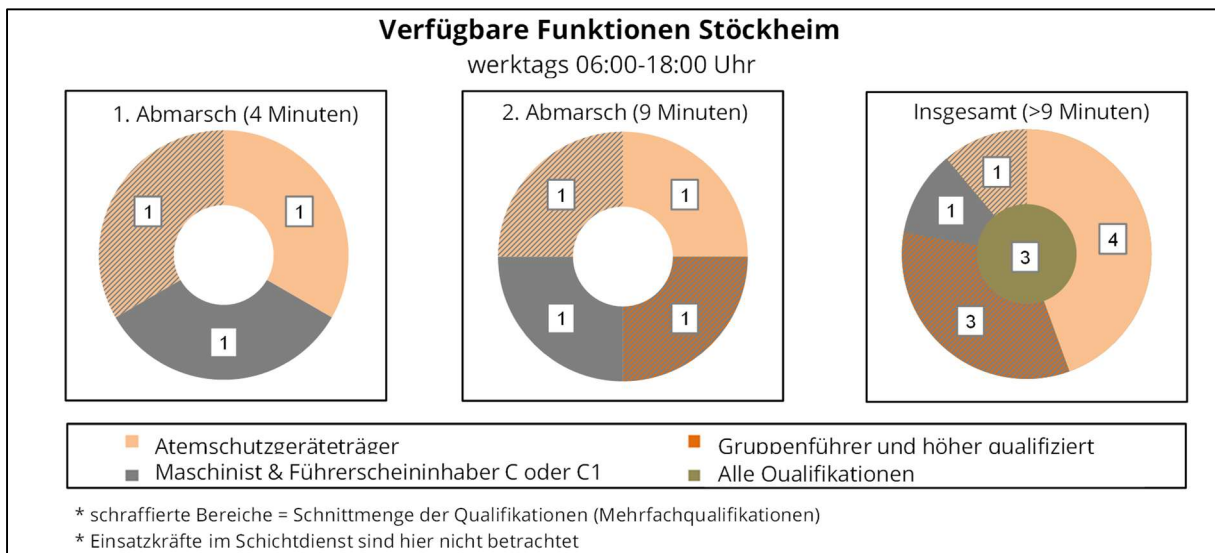 Verfügbare Funktionen Stöckheim
werktags 06:00-18:00 Uhr
1. Abmarsch (4 Minuten)
1
1
1
2. Abmarsch (9 Minuten)
1
1
1
1
Insgesamt (>9 Minuten)
1
1
4
3
3
Atemschutzgeräteträger
Maschinist & Führerscheininhaber C oder C1
Gruppenführer und höher qualifiziert
Alle Qualifikationen
* schraffierte Bereiche = Schnittmenge der Qualifikationen (Mehrfachqualifikationen)
* Einsatzkräfte im Schichtdienst sind hier nicht betrachtet